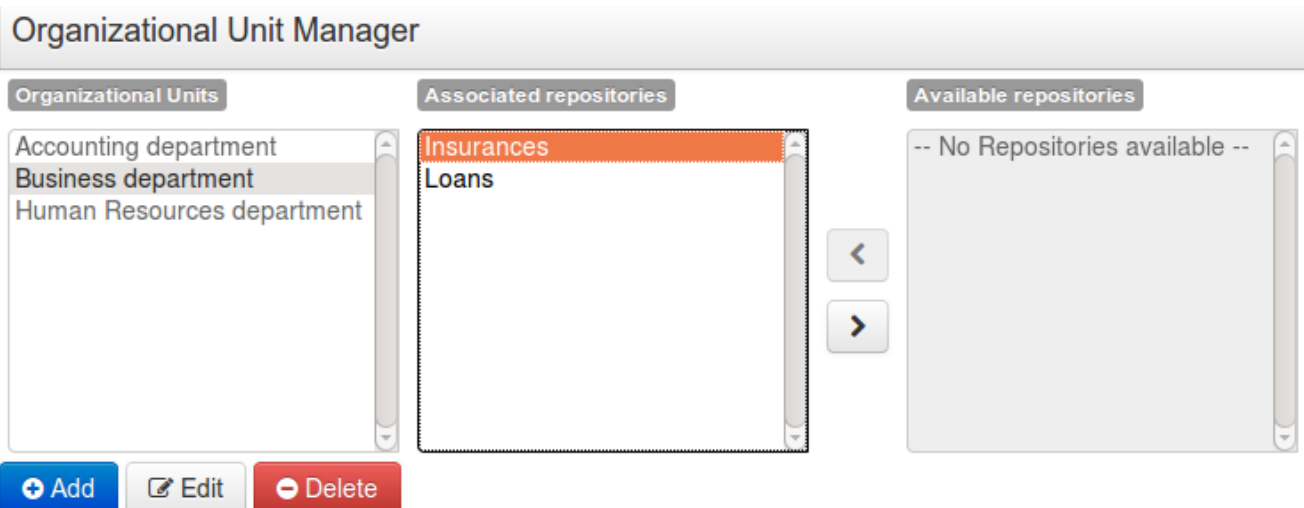 Organizational Unit Manager
Organizational Units
Associated repositories
Available repositories
Accounting department
Business department
Human Resources department
Insurances
Loans
-- No Repositories available --
Add
Edit
Delete